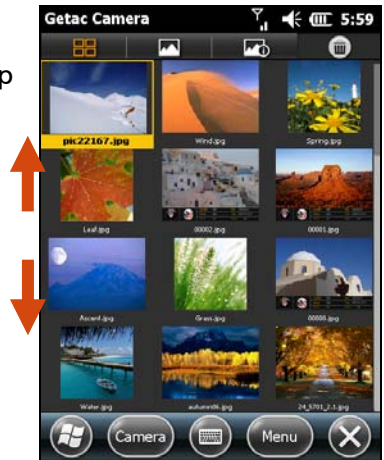 Getac Camera 5:59
p
pic22167.jpg Wind.jpg Spring.jpg
Leaf.jpg 00002.jpg 00001.jpg
Ascent.jpg Grass.jpg 00000.jpg
Water.jpg autumn06.jpg 24_5701_2.1.jpg
Camera Menu